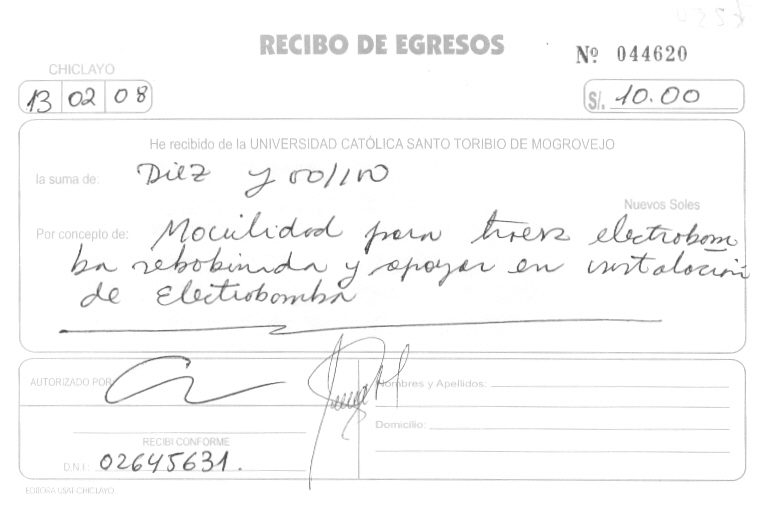 RECIBO DE EGRESOS
Nº 044620
CHICLAYO
13 02 08
S/. 10.00
He recibido de la UNIVERSIDAD CATÓLICA SANTO TORIBIO DE MOGROVEJO
la suma de: Diez y 00/100
Nuevos Soles
Por concepto de: Movilidad para traer electrobom
ba rebobinada y apoyar en instalación
de Electrobomba
AUTORIZADO POR
Nombres y Apellidos:
Domicilio:
RECIBI CONFORME
D.N.I.: 02645631.
EDITORA USAT CHICLAYO